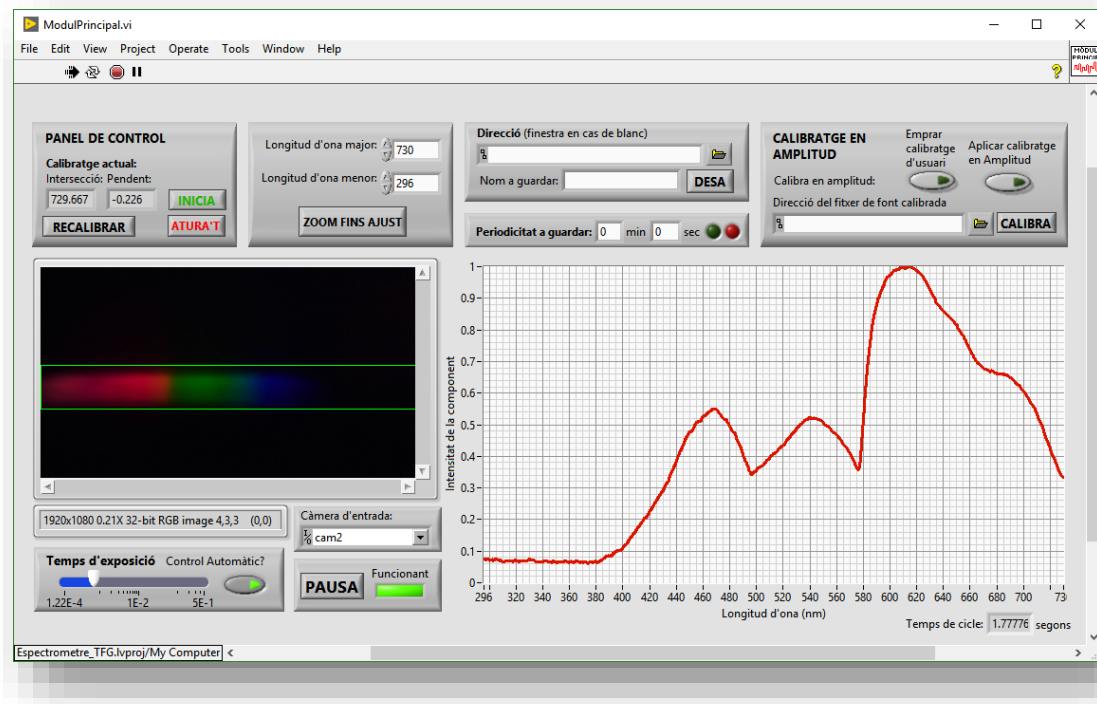 ModulPrincipal.vi
File Edit View Project Operate Tools Window Help
MÒDUL
PRINCIP
PANEL DE CONTROL
Calibratge actual:
Intersecció: Pendent:
729.667 -0.226 INICIA
RECALIBRAR ATURA'T
Longitud d'ona major: 730
Longitud d'ona menor: 296
ZOOM FINS AJUST
Direcció (finestra en cas de blanc)
Nom a guardar: DESA
Periodicitat a guardar: 0 min 0 sec
CALIBRATGE EN
AMPLITUD
Emprar
calibratge
d'usuari
Aplicar calibratge
en Amplitud
Calibra en amplitud:
Direcció del fitxer de font calibrada
CALIBRA
1920x1080 0.21X 32-bit RGB image 4,3,3 (0,0)
Càmera d'entrada:
cam2
Temps d'exposició Control Automàtic?
1.22E-4 1E-2 5E-1
PAUSA Funcionant
Intensitat de la component
1
0.9
0.8
0.7
0.6
0.5
0.4
0.3
0.2
0.1
0
296 320 340 360 380 400 420 440 460 480 500 520 540 560 580 600 620 640 660 680 700 730
Longitud d'ona (nm)
Temps de cicle: 1.77776 segons
Espectrometre_TFG.lvproj/My Computer